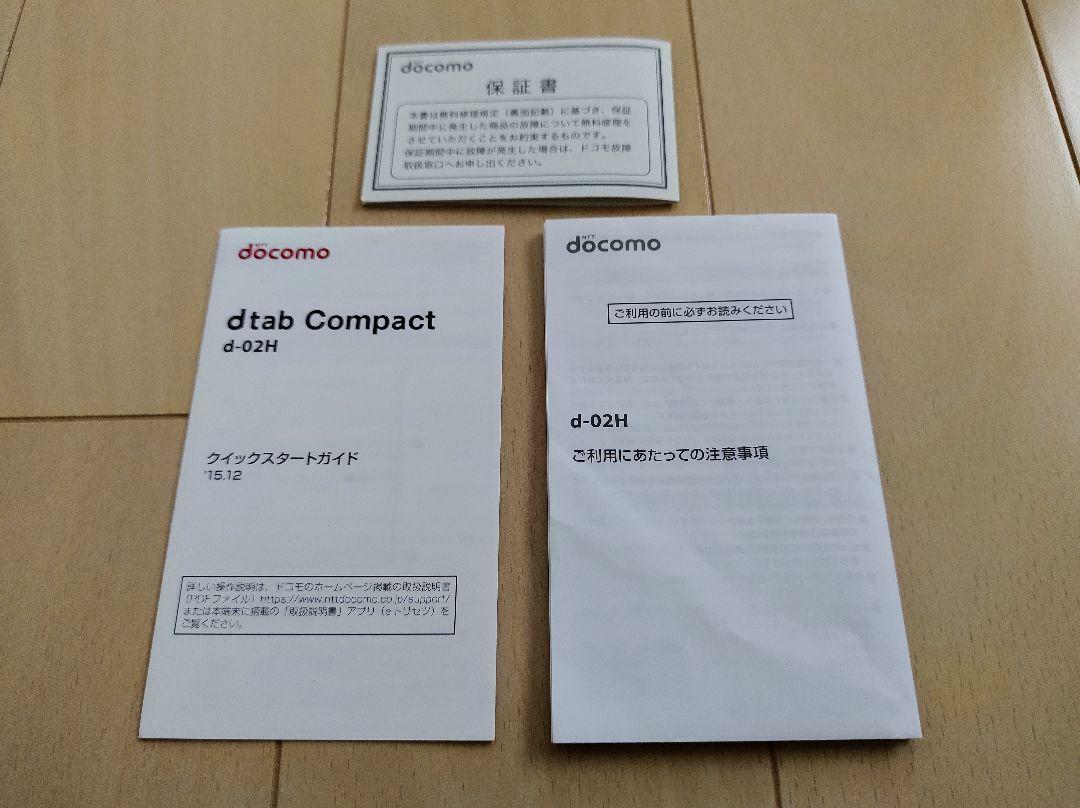 NTT
docomo
保証書
本書は無料修理規定（裏面記載）に基づき、保証
期間中に発生した商品の故障について無料修理を
させていただくことをお約束するものです。
保証期間中に故障が発生した場合は、ドコモ故障
取扱窓口へお申し出ください。
NTT
docomo
dtab Compact
d-02H
クイックスタートガイド
'15.12
詳しい操作説明は、ドコモのホームページ掲載の取扱説明書
（PDFファイル）https://www.nttdocomo.co.jp/support/
または本端末に搭載の「取扱説明書」アプリ（eトリセツ）を
ご覧ください。
NTT
docomo
ご利用の前に必ずお読みください
d-02H
ご利用にあたっての注意事項